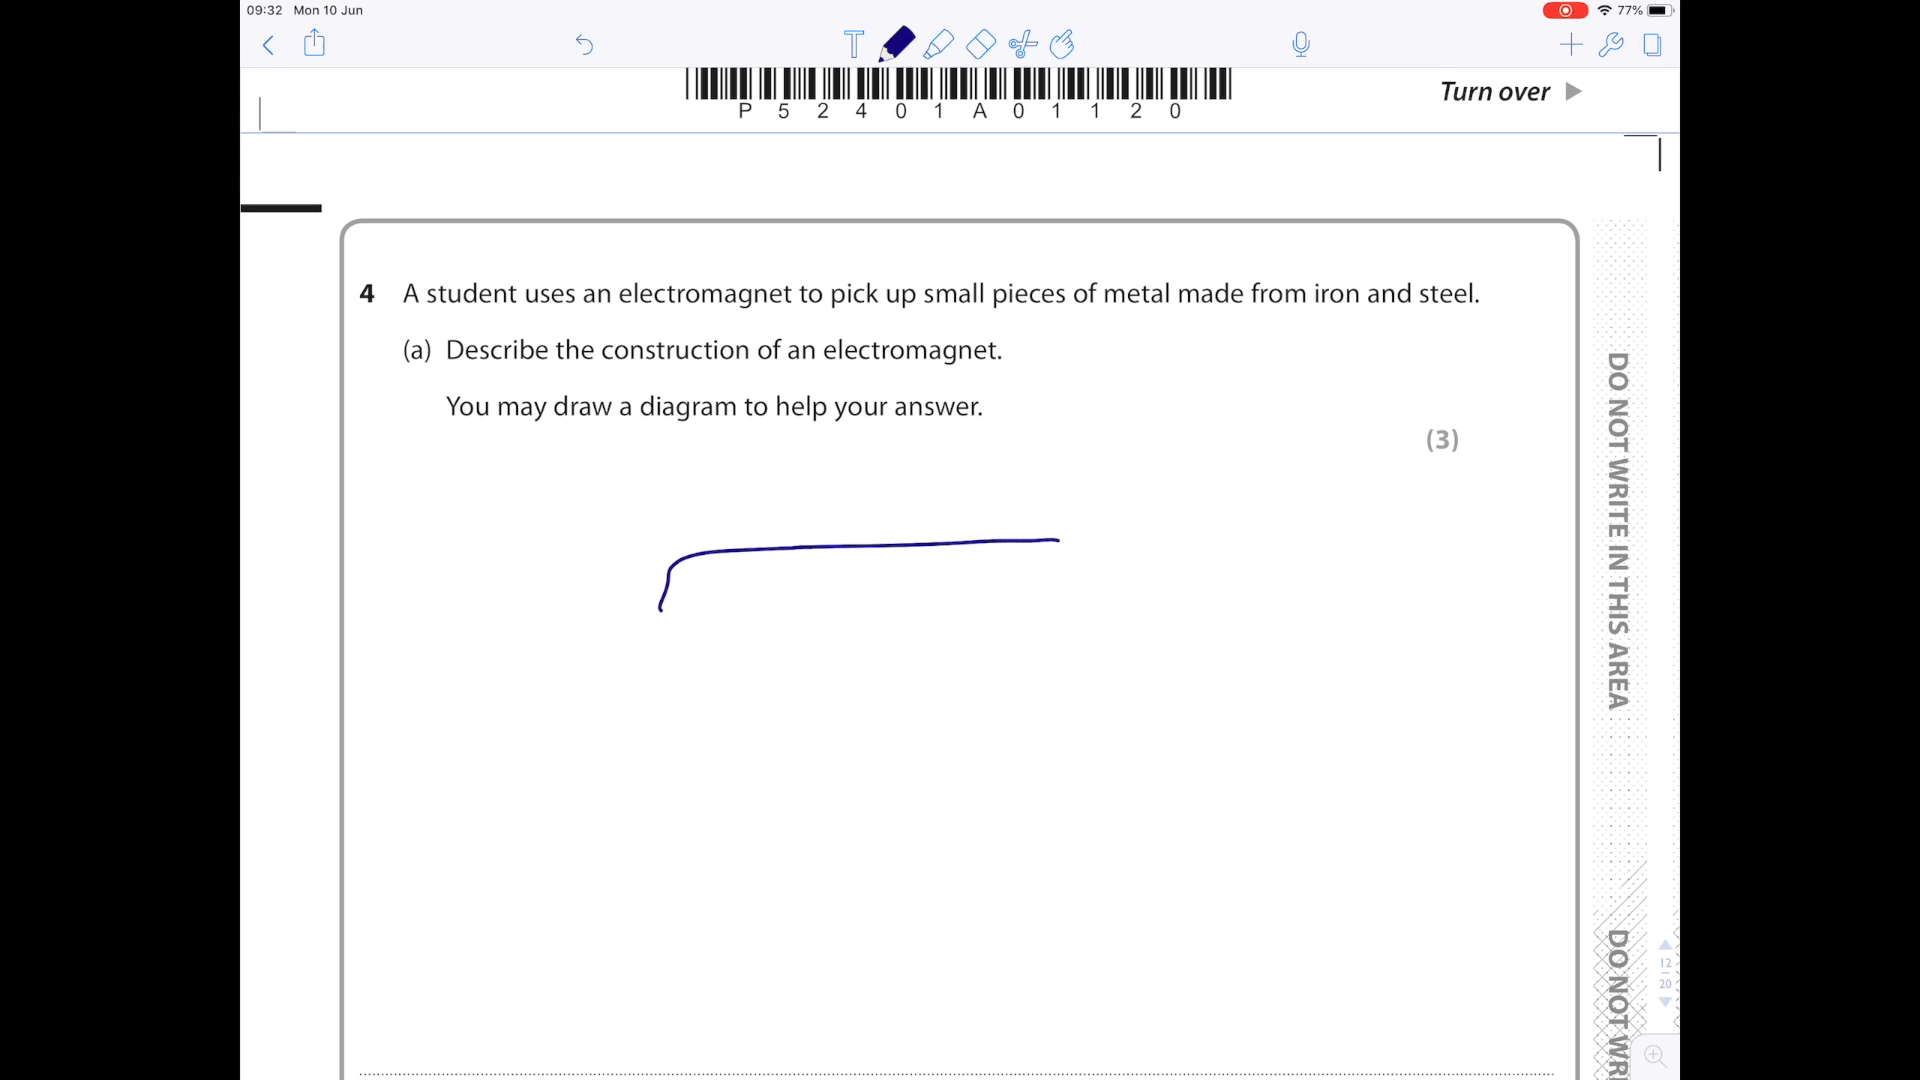 09:32 Mon 10 Jun
77%
T
P 5 2 4 0 1 A 0 1 1 2 0
Turn over
4 A student uses an electromagnet to pick up small pieces of metal made from iron and steel.
(a) Describe the construction of an electromagnet.
You may draw a diagram to help your answer.
(3)
DO NOT WRITE IN THIS AREA
DO NOT WRI
12
20